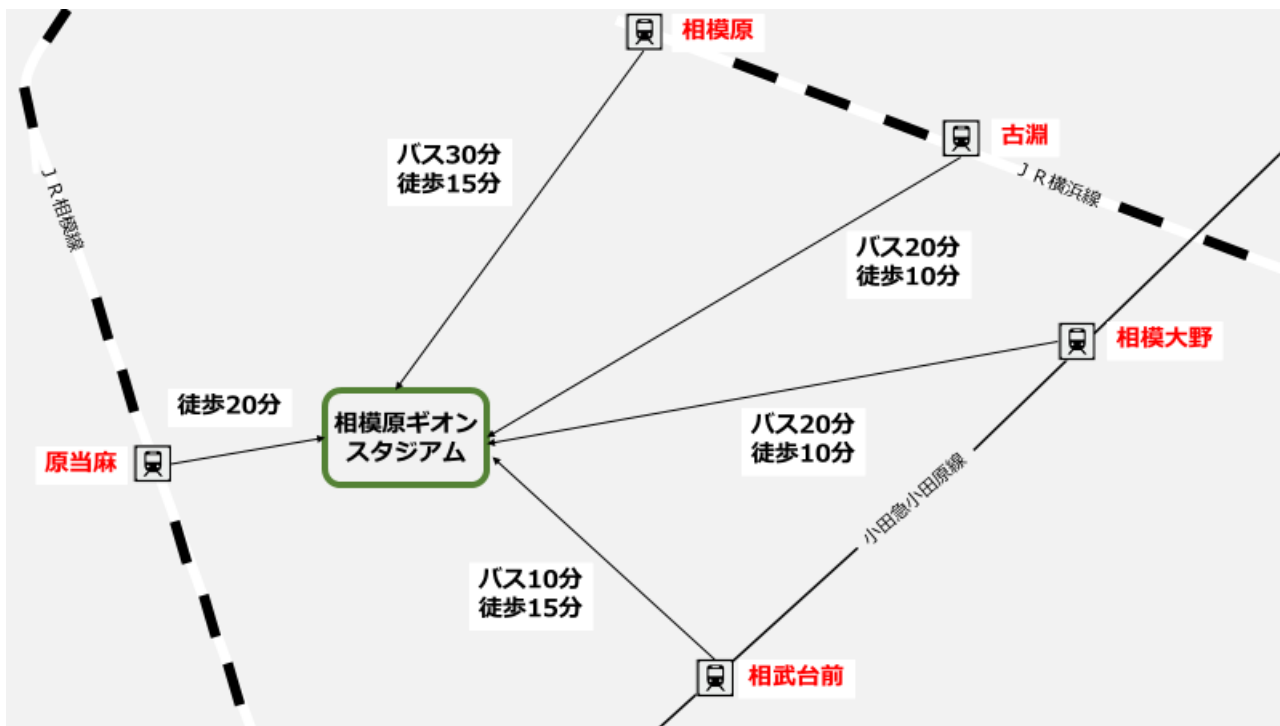 相模原
古淵
バス30分
徒歩15分
JR横浜線
JR相模線
バス20分
徒歩10分
相模大野
徒歩20分
相模原ギオン
スタジアム
バス20分
徒歩10分
原当麻
小田急小田原線
バス10分
徒歩15分
相武台前